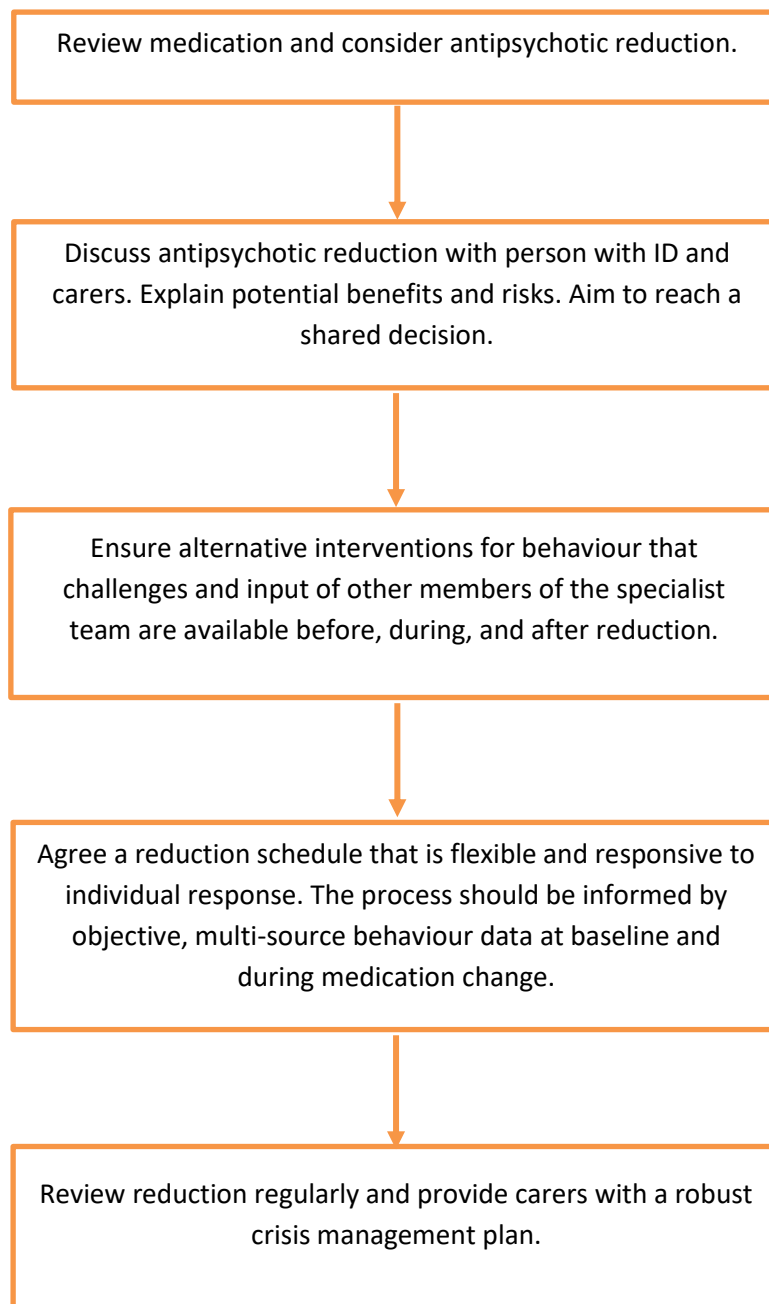 Review medication and consider antipsychotic reduction.
Discuss antipsychotic reduction with person with ID and
carers. Explain potential benefits and risks. Aim to reach a
shared decision.
Ensure alternative interventions for behaviour that
challenges and input of other members of the specialist
team are available before, during, and after reduction.
Agree a reduction schedule that is flexible and responsive to
individual response. The process should be informed by
objective, multi-source behaviour data at baseline and
during medication change.
Review reduction regularly and provide carers with a robust
crisis management plan.